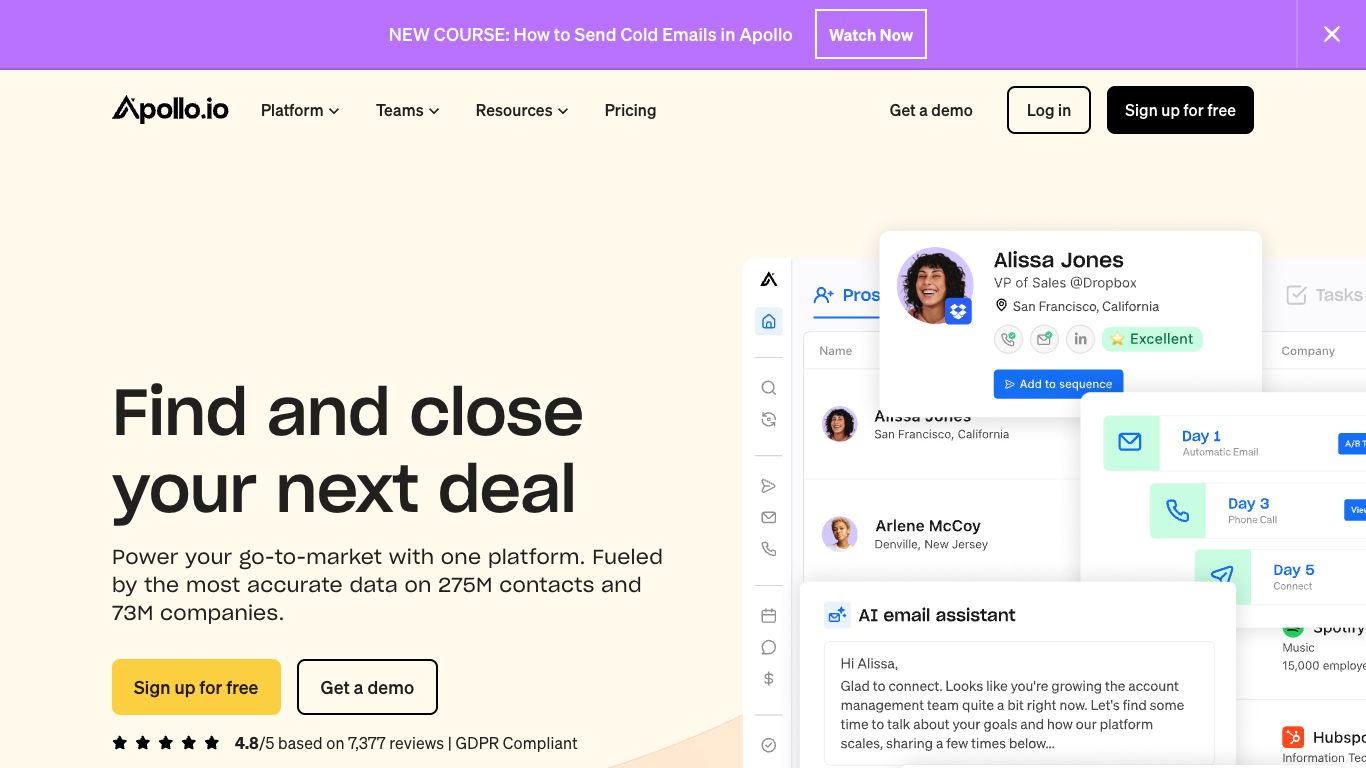 NEW COURSE: How to Send Cold Emails in Apollo
Watch Now
Apollo.io
Platform
Teams
Resources
Pricing
Get a demo
Log in
Sign up for free
Find and close
your next deal
Power your go-to-market with one platform. Fueled
by the most accurate data on 275M contacts and
73M companies.
Sign up for free
Get a demo
4.8/5 based on 7,377 reviews | GDPR Compliant
Pros
Tasks
Name
Company
Alissa Jones
VP of Sales @Dropbox
San Francisco, California
in
Excellent
Add to sequence
Alissa Jones
San Francisco, California
Arlene McCoy
Denville, New Jersey
Day 1
Automatic Email
A/B T
Day 3
Phone Call
View
Day 5
Connect
Spotify
Music
15,000 employe
Hubspo
Information Tec
AI email assistant
Hi Alissa,
Glad to connect. Looks like you're growing the account
management team quite a bit right now. Let's find some
time to talk about your goals and how our platform
scales, sharing a few times below...